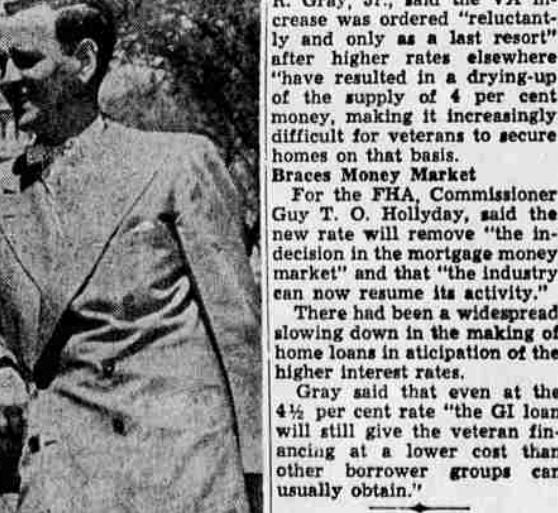 R. Gray, Jr., said the VA in-
crease was ordered "reluctant-
ly and only as a last resort"
after higher rates elsewhere
"have resulted in a drying-up
of the supply of 4 per cent
money, making it increasingly
difficult for veterans to secure
homes on that basis.
Braces Money Market
For the FHA, Commissioner
Guy T. O. Hollyday, said the
new rate will remove "the in-
decision in the mortgage money
market" and that "the industry
can now resume its activity."
There had been a widespread
slowing down in the making of
home loans in aticipation of the
higher interest rates.
Gray said that even at the
4½ per cent rate "the GI loan
will still give the veteran fin-
ancing at a lower cost than
other borrower groups can
usually obtain."